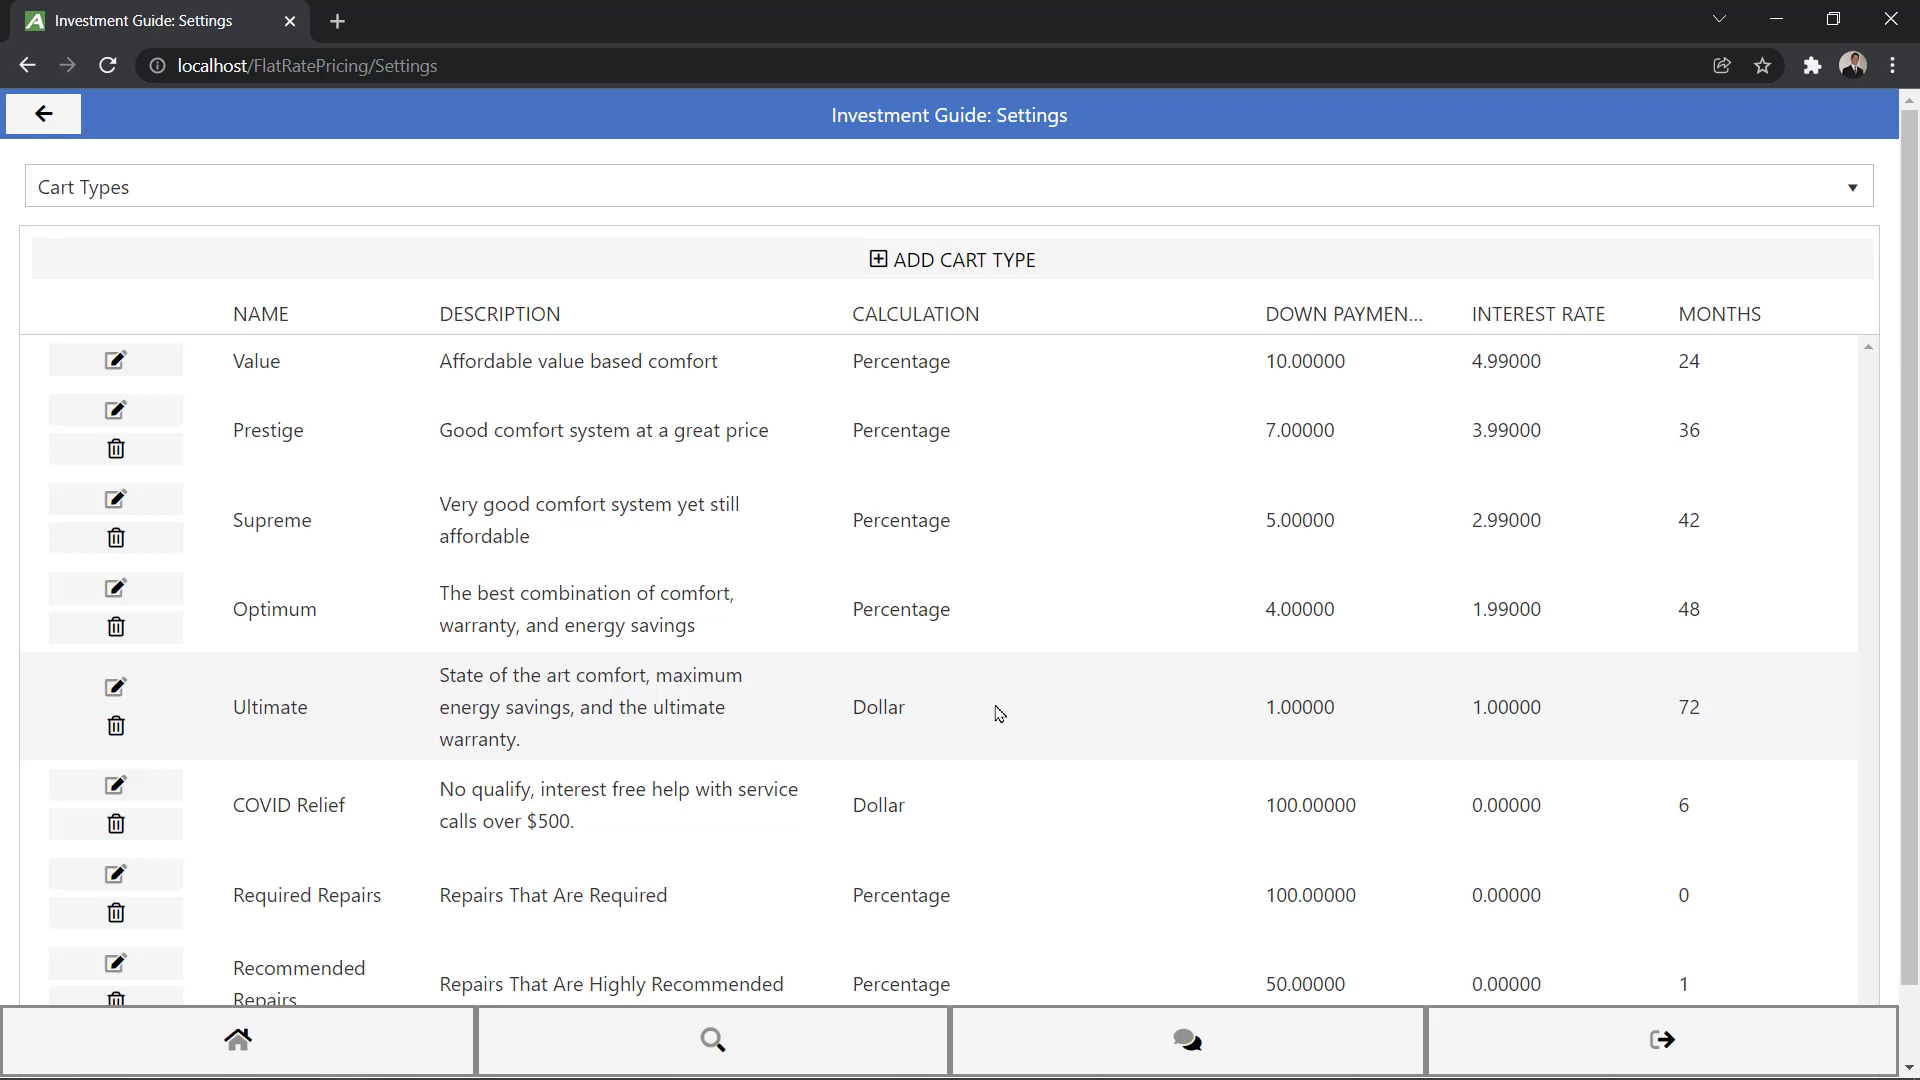 Investment Guide: Settings
localhost/FlatRatePricing/Settings
Investment Guide: Settings
Cart Types
ADD CART TYPE
NAME DESCRIPTION CALCULATION DOWN PAYMEN... INTEREST RATE MONTHS
Value Affordable value based comfort Percentage 10.00000 4.99000 24
Prestige Good comfort system at a great price Percentage 7.00000 3.99000 36
Very good comfort system yet still
Supreme Percentage 5.00000 2.99000 42
affordable
The best combination of comfort,
Optimum Percentage 4.00000 1.99000 48
warranty, and energy savings
State of the art comfort, maximum
Ultimate energy savings, and the ultimate Dollar 1.00000 1.00000 72
warranty.
No qualify, interest free help with service
COVID Relief Dollar 100.00000 0.00000 6
calls over $500.
Required Repairs Repairs That Are Required Percentage 100.00000 0.00000 0
Recommended
Repairs That Are Highly Recommended Percentage 50.00000 0.00000 1
Repairs